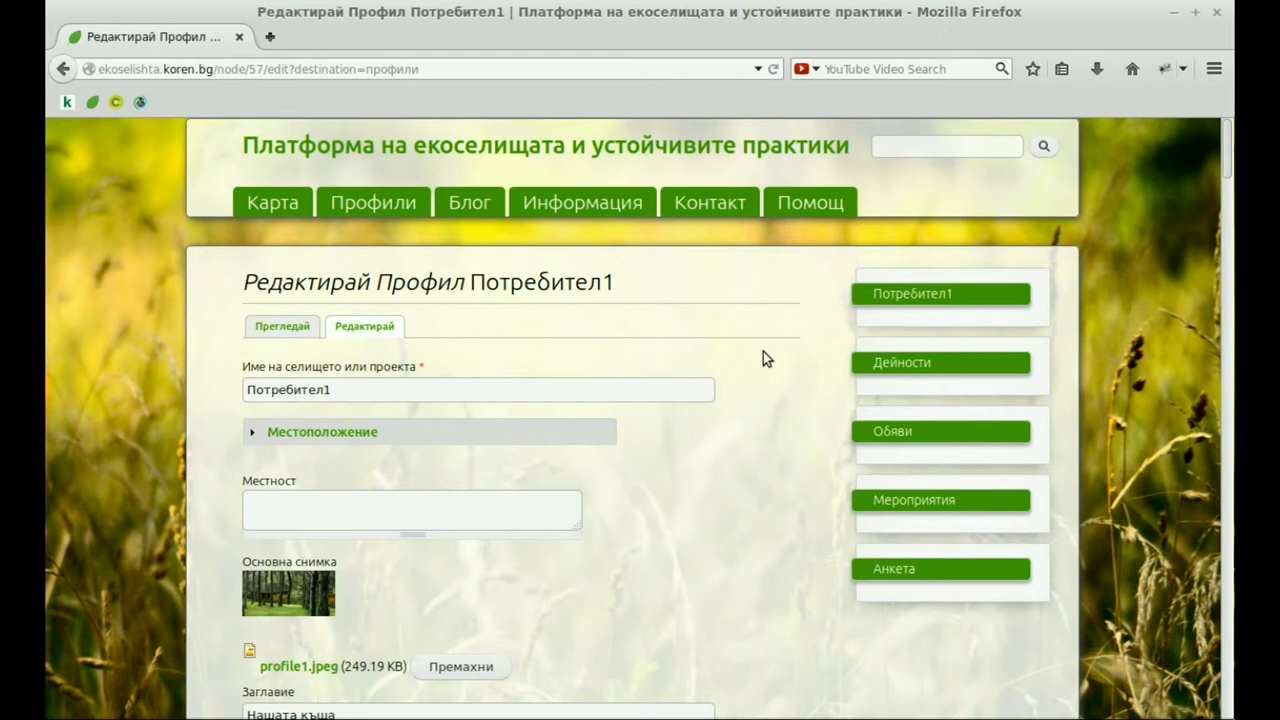 Редактирай Профил Потребител1 | Платформа на екоселищата и устойчивите практики - Mozilla Firefox
Редактирай Профил ...
ekoselishta.koren.bg/node/57/edit?destination=профили
YouTube Video Search
Платформа на екоселищата и устойчивите практики
Карта Профили Блог Информация Контакт Помощ
Редактирай Профил Потребител1
Прегледай Редактирай
Име на селището или проекта *
Потребител1
Местоположение
Местност
Основна снимка
profile1.jpeg (249.19 KB) Премахни
Заглавие
Нашата къща
Потребител1
Дейности
Обяви
Мероприятия
Анкета